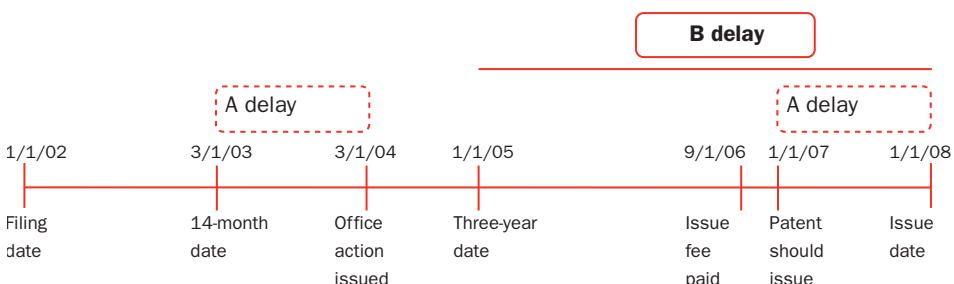 B delay
A delay A delay
1/1/02 3/1/03 3/1/04 1/1/05 9/1/06 1/1/07 1/1/08
Filing 14-month Office Three-year Issue Patent Issue
date date action date fee should date
issued paid issue